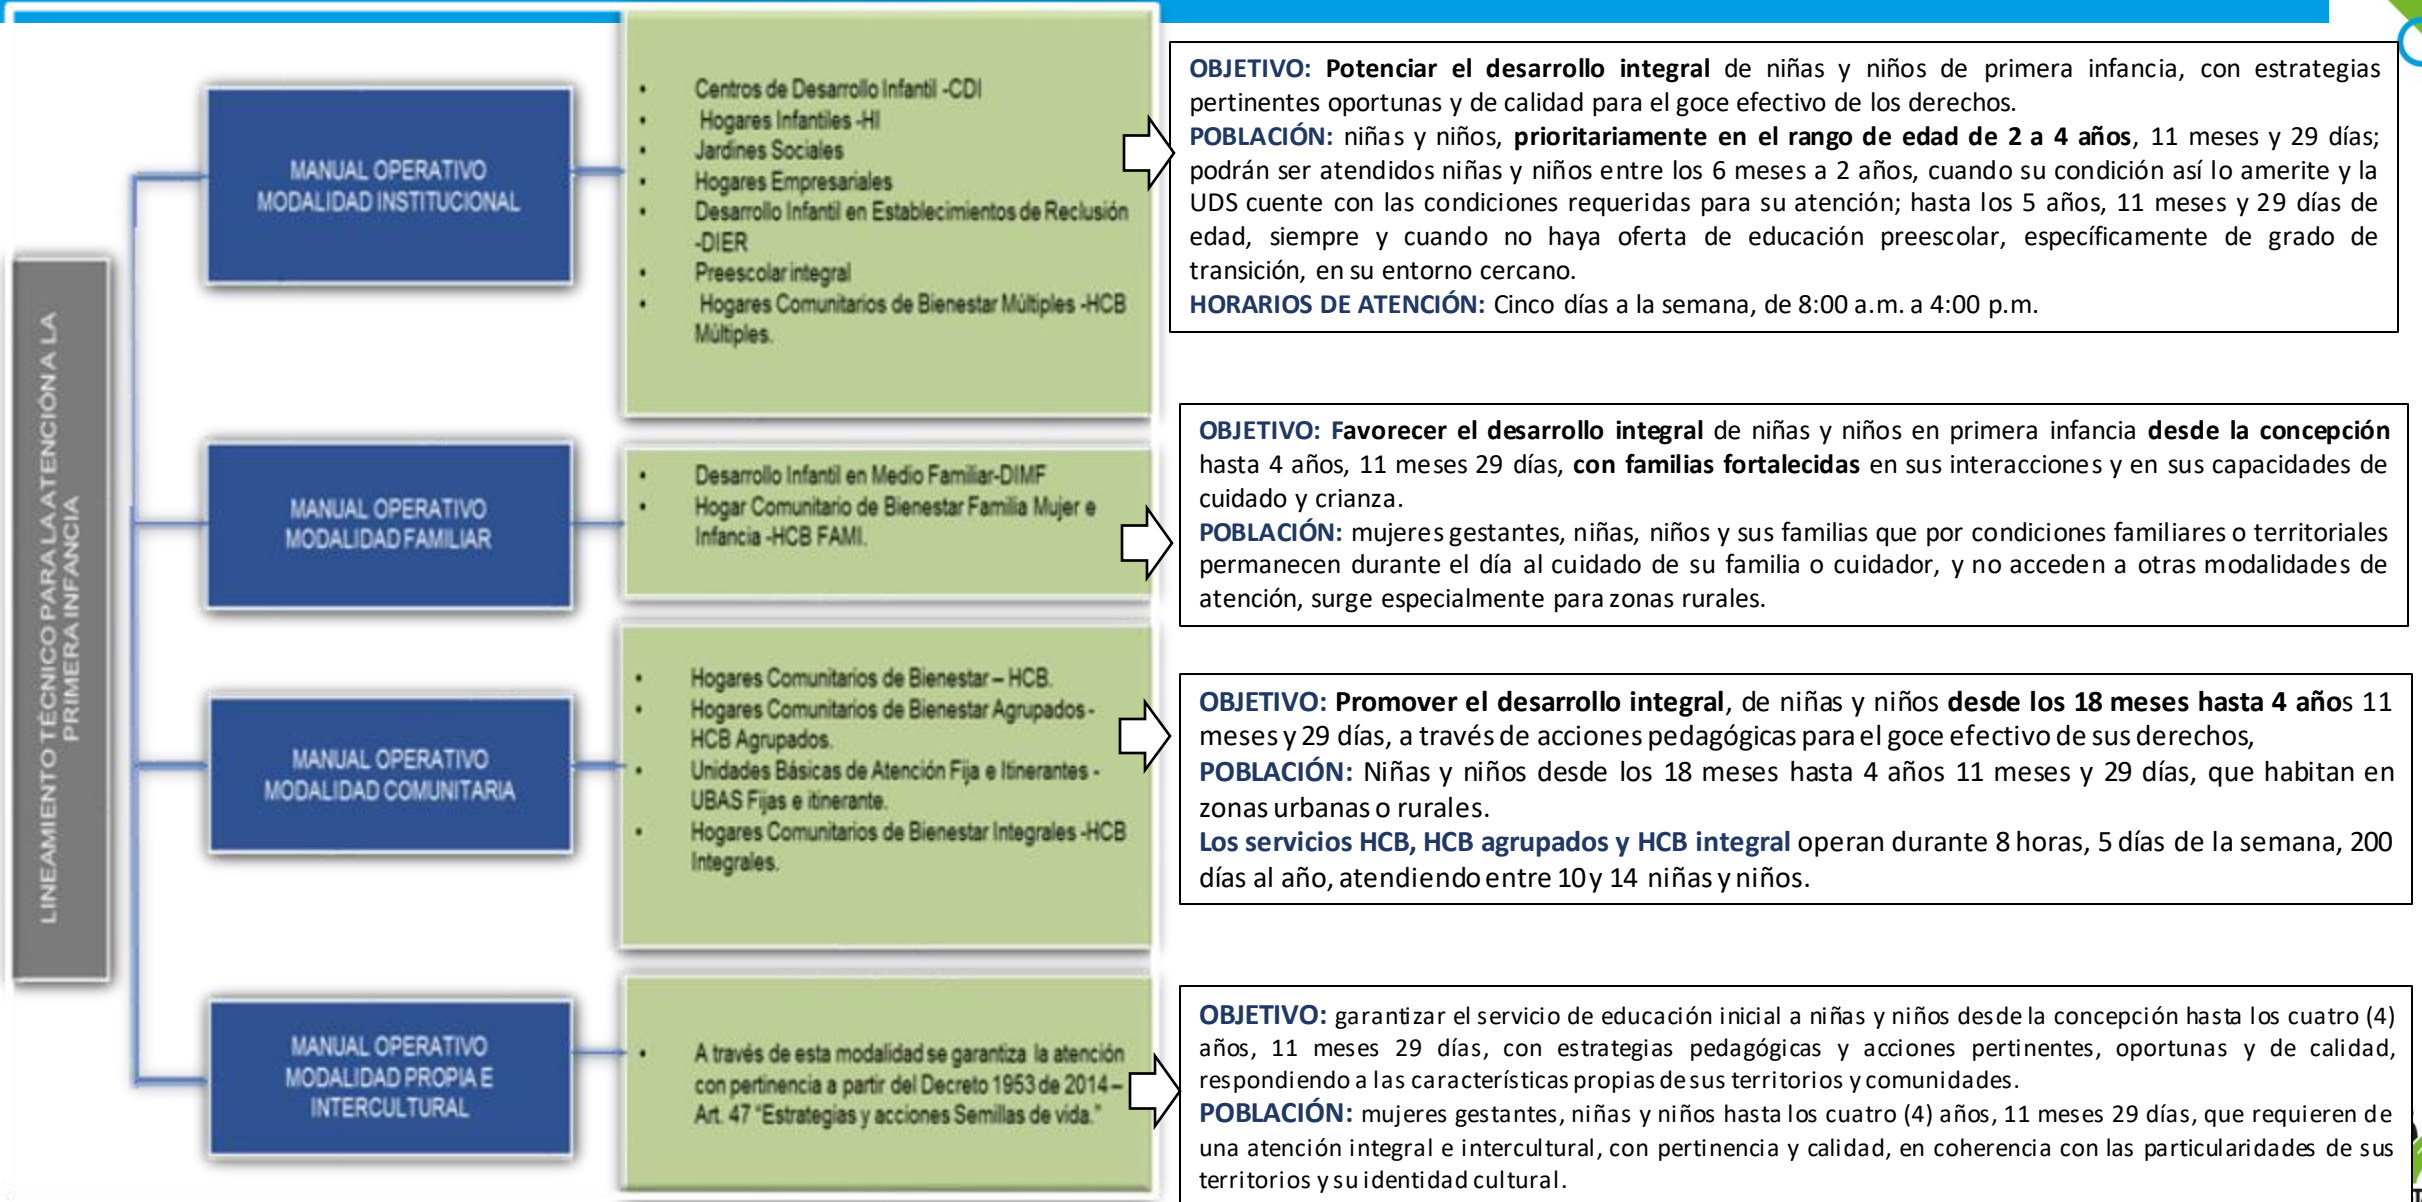 LINEAMIENTO TÉCNICO PARA LA ATENCIÓN A LA
PRIMERA INFANCIA
MANUAL OPERATIVO
MODALIDAD INSTITUCIONAL
• Centros de Desarrollo Infantil -CDI
• Hogares Infantiles -HI
• Jardines Sociales
• Hogares Empresariales
• Desarrollo Infantil en Establecimientos de Reclusión
-DIER
• Preescolar integral
• Hogares Comunitarios de Bienestar Múltiples -HCB
Múltiples.
OBJETIVO: Potenciar el desarrollo integral de niñas y niños de primera infancia, con estrategias
pertinentes oportunas y de calidad para el goce efectivo de los derechos.
POBLACIÓN: niñas y niños, prioritariamente en el rango de edad de 2 a 4 años, 11 meses y 29 días;
podrán ser atendidos niñas y niños entre los 6 meses a 2 años, cuando su condición así lo amerite y la
UDS cuente con las condiciones requeridas para su atención; hasta los 5 años, 11 meses y 29 días de
edad, siempre y cuando no haya oferta de educación preescolar, específicamente de grado de
transición, en su entorno cercano.
HORARIOS DE ATENCIÓN: Cinco días a la semana, de 8:00 a.m. a 4:00 p.m.
MANUAL OPERATIVO
MODALIDAD FAMILIAR
• Desarrollo Infantil en Medio Familiar-DIMF
• Hogar Comunitario de Bienestar Familia Mujer e
Infancia -HCB FAMI.
OBJETIVO: Favorecer el desarrollo integral de niñas y niños en primera infancia desde la concepción
hasta 4 años, 11 meses 29 días, con familias fortalecidas en sus interacciones y en sus capacidades de
cuidado y crianza.
POBLACIÓN: mujeres gestantes, niñas, niños y sus familias que por condiciones familiares o territoriales
permanecen durante el día al cuidado de su familia o cuidador, y no acceden a otras modalidades de
atención, surge especialmente para zonas rurales.
MANUAL OPERATIVO
MODALIDAD COMUNITARIA
• Hogares Comunitarios de Bienestar – HCB.
• Hogares Comunitarios de Bienestar Agrupados -
HCB Agrupados.
• Unidades Básicas de Atención Fija e Itinerantes -
UBAS Fijas e itinerante.
• Hogares Comunitarios de Bienestar Integrales -HCB
Integrales.
OBJETIVO: Promover el desarrollo integral, de niñas y niños desde los 18 meses hasta 4 años 11
meses y 29 días, a través de acciones pedagógicas para el goce efectivo de sus derechos,
POBLACIÓN: Niñas y niños desde los 18 meses hasta 4 años 11 meses y 29 días, que habitan en
zonas urbanas o rurales.
Los servicios HCB, HCB agrupados y HCB integral operan durante 8 horas, 5 días de la semana, 200
días al año, atendiendo entre 10 y 14 niñas y niños.
MANUAL OPERATIVO
MODALIDAD PROPIA E
INTERCULTURAL
• A través de esta modalidad se garantiza la atención
con pertinencia a partir del Decreto 1953 de 2014 –
Art. 47 "Estrategias y acciones Semillas de vida."
OBJETIVO: garantizar el servicio de educación inicial a niñas y niños desde la concepción hasta los cuatro (4)
años, 11 meses 29 días, con estrategias pedagógicas y acciones pertinentes, oportunas y de calidad,
respondiendo a las características propias de sus territorios y comunidades.
POBLACIÓN: mujeres gestantes, niñas y niños hasta los cuatro (4) años, 11 meses 29 días, que requieren de
una atención integral e intercultural, con pertinencia y calidad, en coherencia con las particularidades de sus
territorios y su identidad cultural.